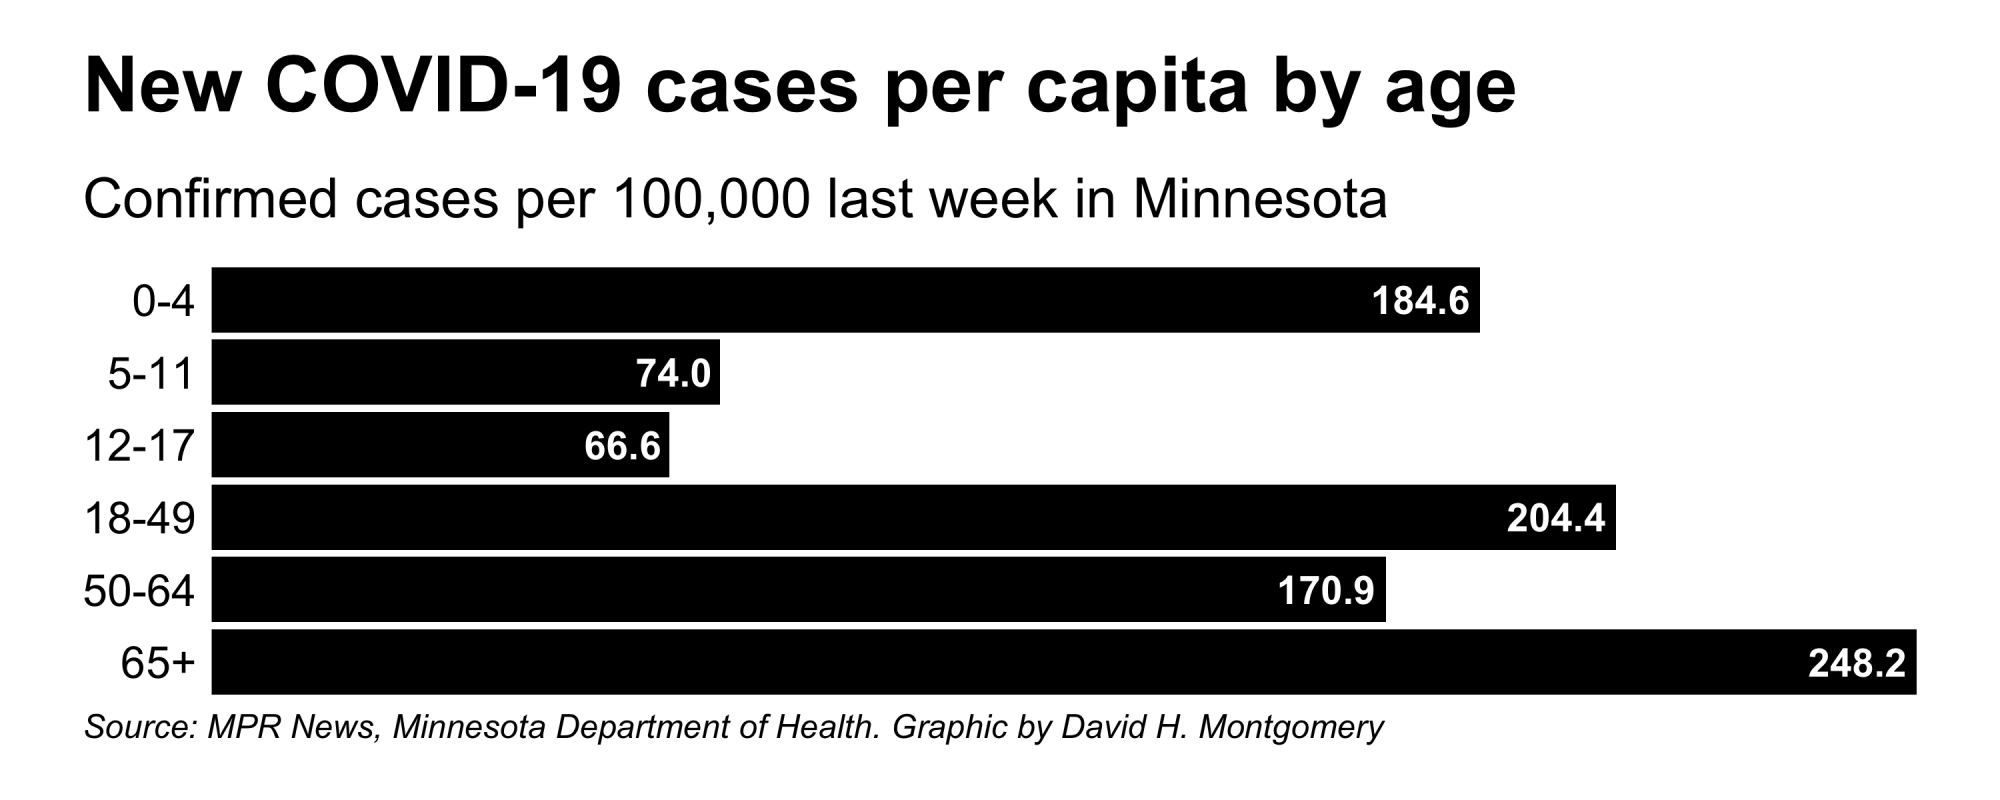 New COVID-19 cases per capita by age
Confirmed cases per 100,000 last week in Minnesota
0-4 184.6
5-11 74.0
12-17 66.6
18-49 204.4
50-64 170.9
65+ 248.2
Source: MPR News, Minnesota Department of Health. Graphic by David H. Montgomery